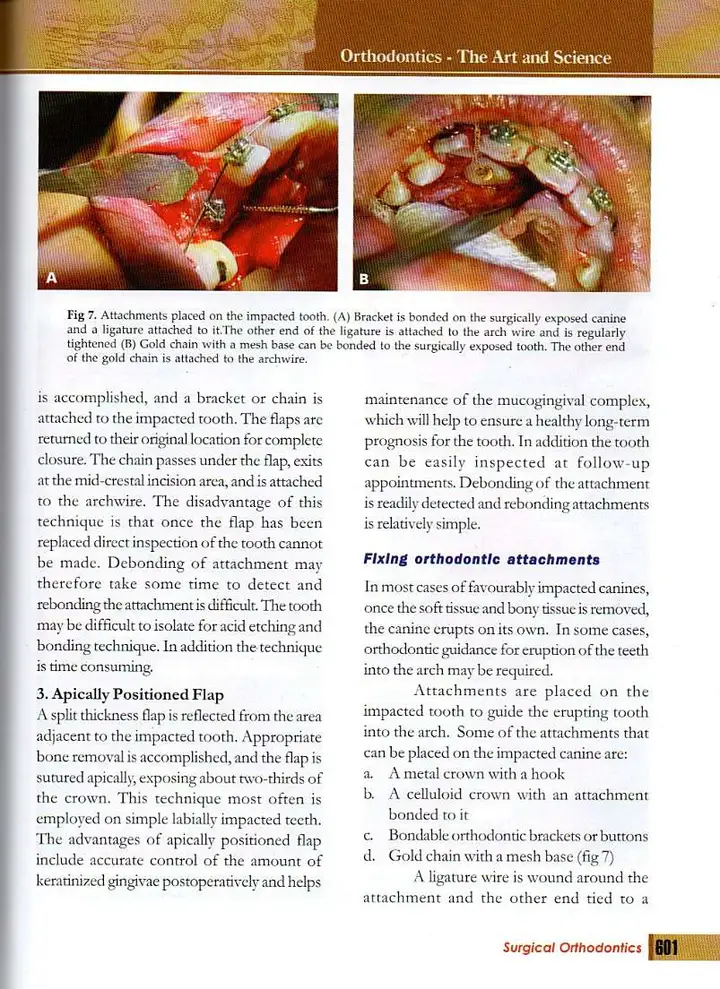 Orthodontics - The Art and Science
A
B
Fig 7. Attachments placed on the impacted tooth. (A) Bracket is bonded on the surgically exposed canine
and a ligature attached to it.The other end of the ligature is attached to the arch wire and is regularly
tightened (B) Gold chain with a mesh base can be bonded to the surgically exposed tooth. The other end
of the gold chain is attached to the archwire.
is accomplished, and a bracket or chain is
attached to the impacted tooth. The flaps are
returned to their original location for complete
closure. The chain passes under the flap, exits
at the mid-crestal incision area, and is attached
to the archwire. The disadvantage of this
technique is that once the flap has been
replaced direct inspection of the tooth cannot
be made. Debonding of attachment may
therefore take some time to detect and
rebonding the attachment is difficult. The tooth
may be difficult to isolate for acid etching and
bonding technique. In addition the technique
is time consuming.
3. Apically Positioned Flap
A split thickness flap is reflected from the area
adjacent to the impacted tooth. Appropriate
bone removal is accomplished, and the flap is
sutured apically, exposing about two-thirds of
the crown. This technique most often is
employed on simple labially impacted teeth.
The advantages of apically positioned flap
include accurate control of the amount of
keratinized gingivae postoperatively and helps
maintenance of the mucogingival complex,
which will help to ensure a healthy long-term
prognosis for the tooth. In addition the tooth
can be easily inspected at follow-up
appointments. Debonding of the attachment
is readily detected and rebonding attachments
is relatively simple.
Fixing orthodontic attachments
In most cases of favourably impacted canines,
once the soft tissue and bony tissue is removed,
the canine erupts on its own. In some cases,
orthodontic guidance for eruption of the teeth
into the arch may be required.
Attachments are placed on the
impacted tooth to guide the erupting tooth
into the arch. Some of the attachments that
can be placed on the impacted canine are:
a. A metal crown with a hook
b. A celluloid crown with an attachment
bonded to it
c. Bondable orthodontic brackets or buttons
d. Gold chain with a mesh base (fig 7)
A ligature wire is wound around the
attachment and the other end tied to a
Surgical Orthodontics 601